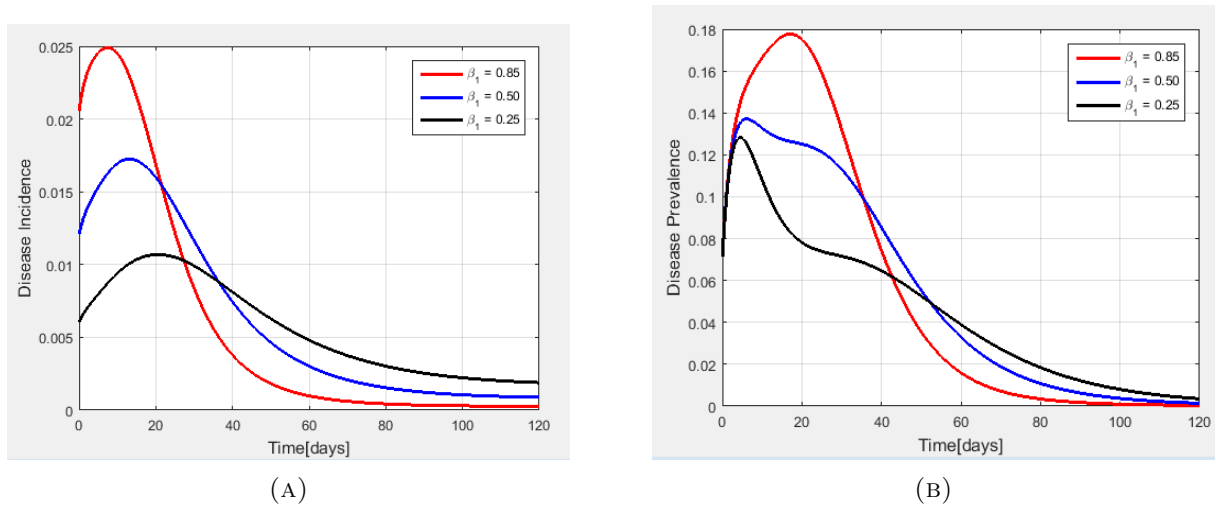 0.025
0.02
0.015
0.01
0.005
0
Disease Incidence
β1 = 0.85
β1 = 0.50
β1 = 0.25
0 20 40 60 80 100 120
Time[days]
(A)
0.18
0.16
0.14
0.12
0.1
0.08
0.06
0.04
0.02
0
Disease Prevalence
β1 = 0.85
β1 = 0.50
β1 = 0.25
0 20 40 60 80 100 120
Time[days]
(B)